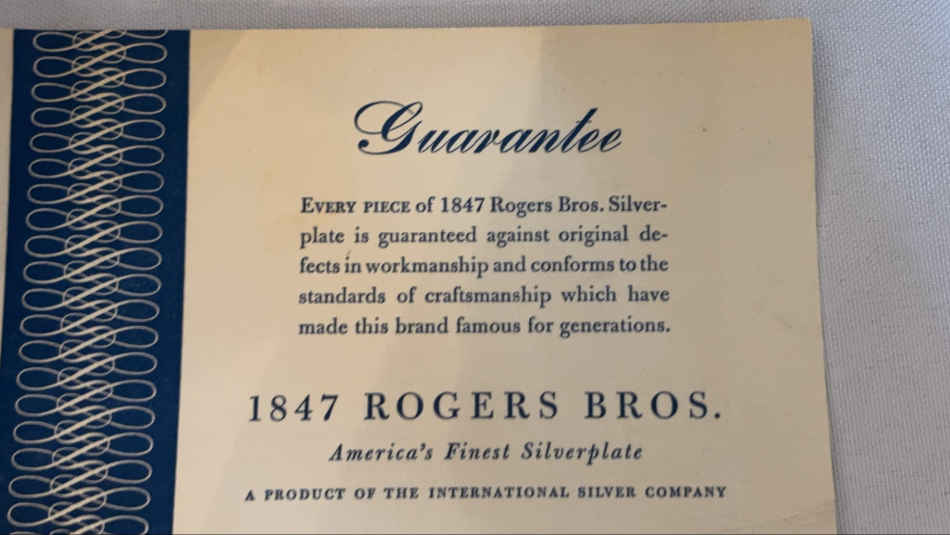 Guarantee
EVERY PIECE of 1847 Rogers Bros. Silver-
plate is guaranteed against original de-
fects in workmanship and conforms to the
standards of craftsmanship which have
made this brand famous for generations.
1847 ROGERS BROS.
America's Finest Silverplate
A PRODUCT OF THE INTERNATIONAL SILVER COMPANY